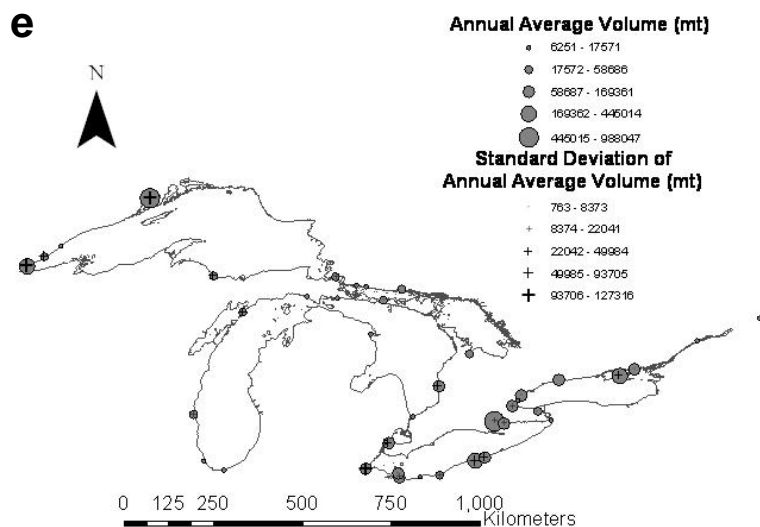 e
N
Annual Average Volume (mt)
6251 - 17571
17572 - 58686
58687 - 169361
169362 - 445014
445015 - 988047
Standard Deviation of
Annual Average Volume (mt)
763 - 8373
8374 - 22041
22042 - 49984
49985 - 93705
93706 - 127316
0 125 250 500 750 1,000
Kilometers